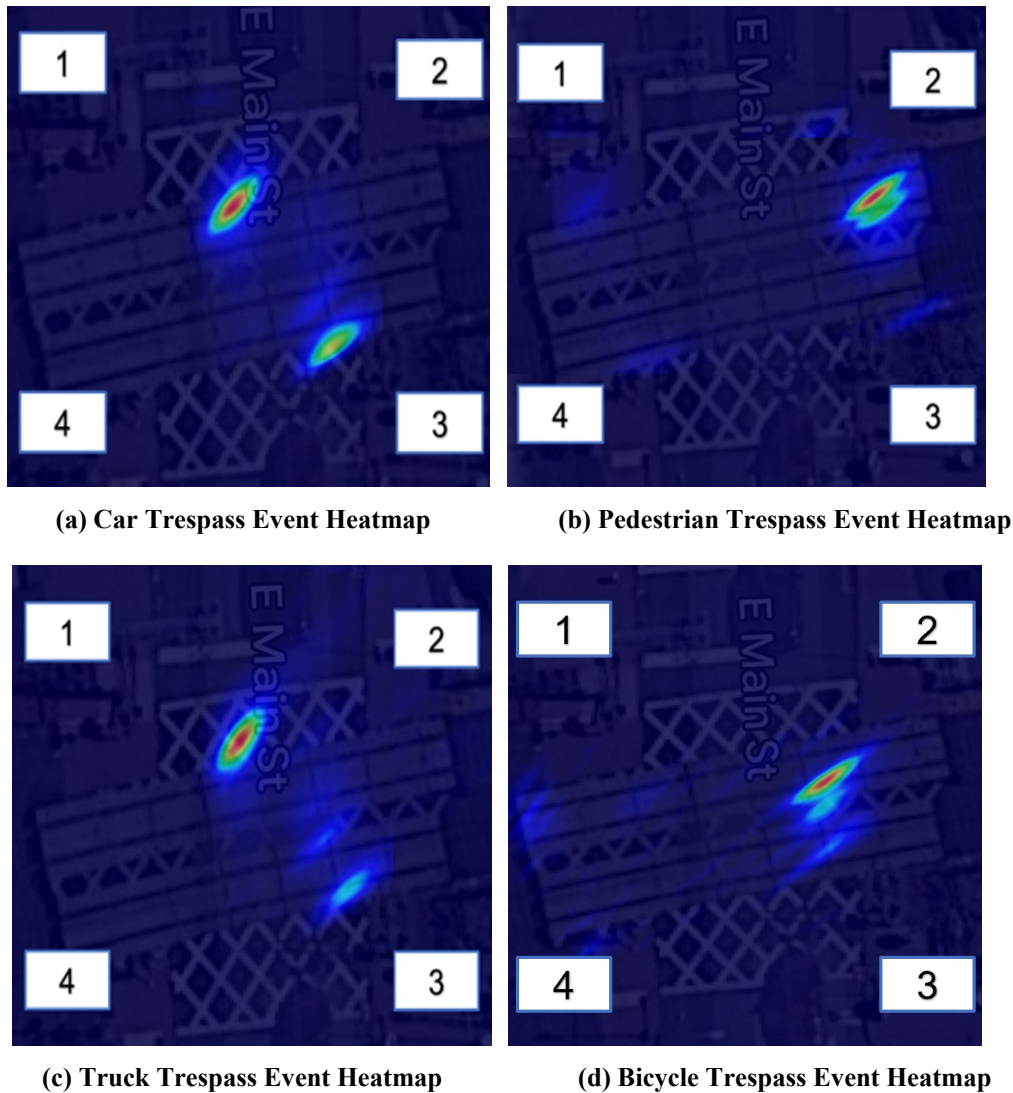 1
2
E Main St
4
3
1
2
E Main St
4
3
(a) Car Trespass Event Heatmap
(b) Pedestrian Trespass Event Heatmap
1
2
E Main St
4
3
1
2
E Main St
4
3
(c) Truck Trespass Event Heatmap
(d) Bicycle Trespass Event Heatmap